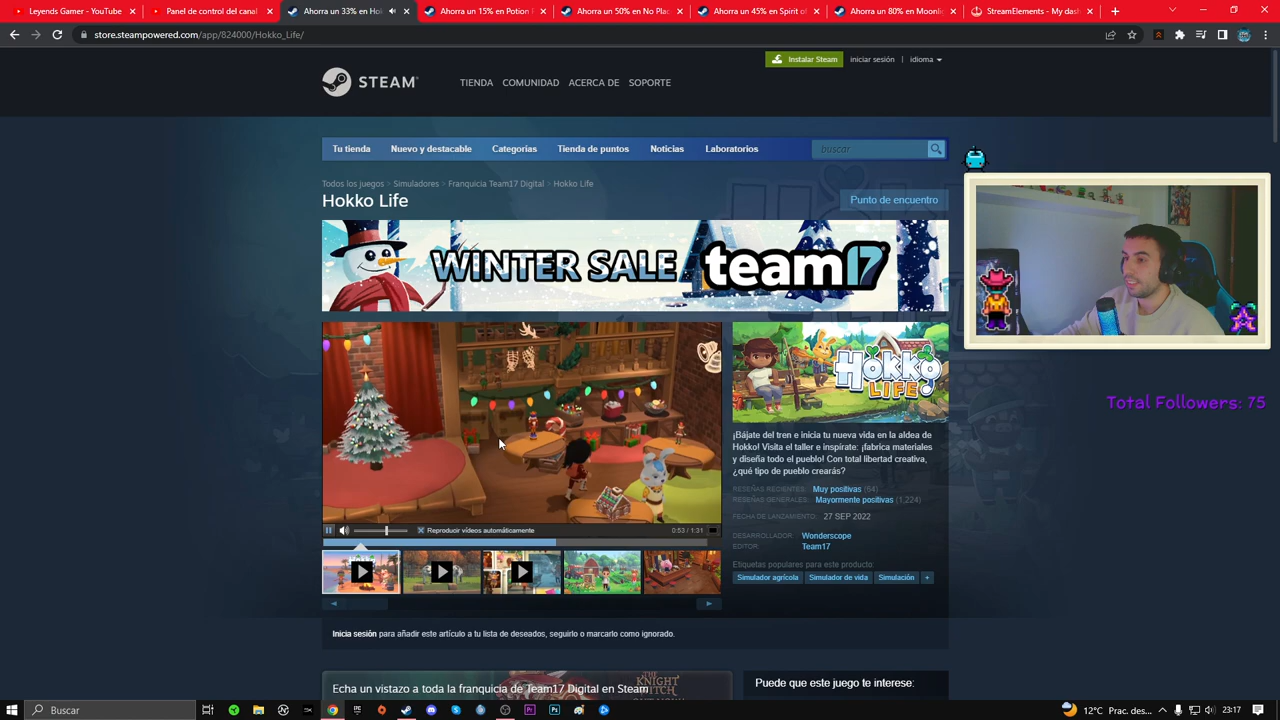 Leyends Gamer - YouTube
Panel de control del canal
Ahorra un 33% en Hok
Ahorra un 15% en Potion
Ahorra un 50% en No Plac
Ahorra un 45% en Spirit of
Ahorra un 80% en Moonli
StreamElements - My dash
store.steampowered.com/app/824000/Hokko_Life/
Instalar Steam
iniciar sesión | idioma
STEAM
TIENDA COMUNIDAD ACERCA DE SOPORTE
Tu tienda Nuevo y destacable Categorías Tienda de puntos Noticias Laboratorios
buscar
Todos los juegos > Simuladores > Franquicia Team17 Digital > Hokko Life
Hokko Life
Punto de encuentro
WINTER SALE team17
HOKKO LIFE
¡Bájate del tren e inicia tu nueva vida en la aldea de
Hokko! Visita el taller e inspírate: ¡fabrica materiales
y diseña todo el pueblo! Con total libertad creativa,
¿qué tipo de pueblo crearás?
RESEÑAS RECIENTES: Muy positivas (64)
RESEÑAS GENERALES: Mayormente positivas (1,224)
FECHA DE LANZAMIENTO: 27 SEP 2022
DESARROLLADOR: Wonderscope
EDITOR: Team17
Etiquetas populares para este producto:
Simulador agrícola Simulador de vida Simulación +
Total Followers: 75
Reproducir vídeos automáticamente
0:53 / 1:31
Inicia sesión para añadir este artículo a tu lista de deseados, seguirlo o marcarlo como ignorado.
Echa un vistazo a toda la franquicia de Team17 Digital en Steam
THE KNIGHT WITCH
Puede que este juego te interese:
Buscar
12°C Prac. des... 23:17